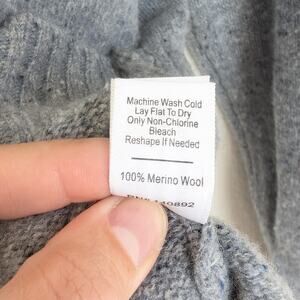 Machine Wash Cold
Lay Flat To Dry
Only Non-Chlorine
Bleach
Reshape If Needed
100% Merino Wool